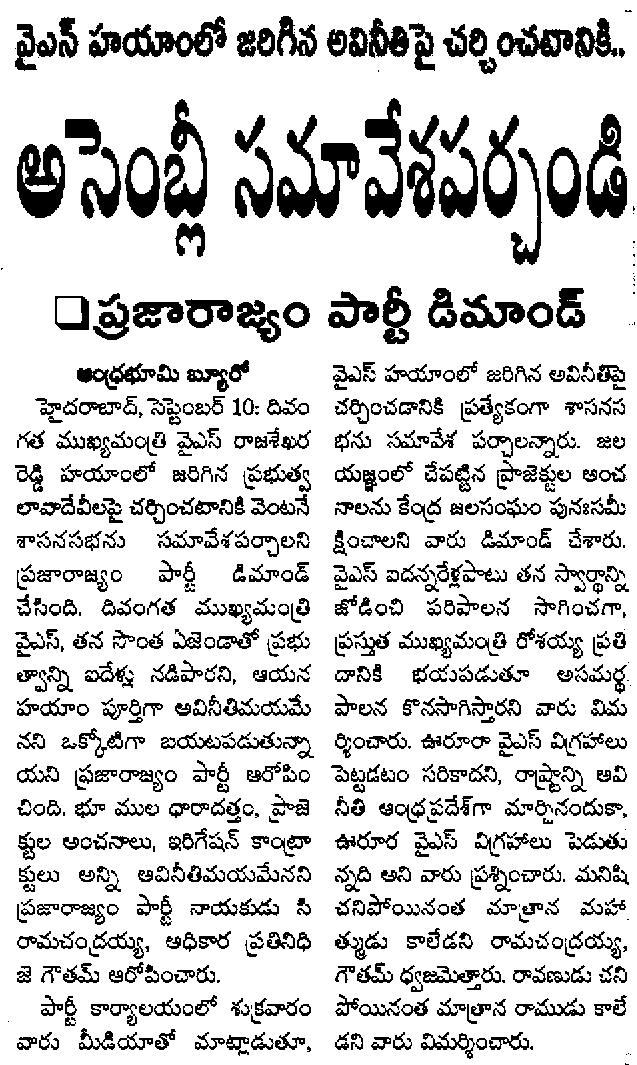 వైఎస్ హయాంలో జరిగిన అవినీతిపై చర్చించటానికి..
అసెంబ్లీ సమావేశపర్చండి
❑ ప్రజారాజ్యం పార్టీ డిమాండ్
ఆంధ్రభూమి బ్యూరో
హైదరాబాద్, సెప్టెంబర్ 10: దివం
గత ముఖ్యమంత్రి వైఎస్ రాజశేఖర
రెడ్డి హయాంలో జరిగిన ప్రభుత్వ
లావాదేవీలపై చర్చించటానికి వెంటనే
శాసనసభను సమావేశపర్చాలని
ప్రజారాజ్యం పార్టీ డిమాండ్
చేసింది. దివంగత ముఖ్యమంత్రి
వైఎస్, తన సొంత ఏజెండాతో ప్రభు
త్వాన్ని ఐదేళ్లు నడిపారని, ఆయన
హయాం పూర్తిగా అవినీతిమయమే
నని ఒక్కోటిగా బయటపడుతున్నా
యని ప్రజారాజ్యం పార్టీ ఆరోపిం
చింది. భూ ముల ధారాదత్తం, ప్రాజె
క్టుల అంచనాలు, ఇరిగేషన్ కాంట్రా
క్టులు అన్ని అవినీతిమయమేనని
ప్రజారాజ్యం పార్టీ నాయకుడు సి
రామచంద్రయ్య, అధికార ప్రతినిధి
జె గౌతమ్ ఆరోపించారు.
పార్టీ కార్యాలయంలో శుక్రవారం
వారు మీడియాతో మాట్లాడుతూ,
వైఎస్ హయాంలో జరిగిన అవినీతిపై
చర్చించడానికి ప్రత్యేకంగా శాసనస
భను సమావేశ పర్చాలన్నారు. జల
యజ్ఞంలో చేపట్టిన ప్రాజెక్టుల అంచ
నాలను కేంద్ర జలసంఘం పునఃసమీ
క్షించాలని వారు డిమాండ్ చేశారు.
వైఎస్ ఐదన్నరేళ్లపాటు తన స్వార్థాన్ని
జోడించి పరిపాలన సాగించగా,
ప్రస్తుత ముఖ్యమంత్రి రోశయ్య ప్రతి
దానికి భయపడుతూ అసమర్థ
పాలన కొనసాగిస్తారని వారు విమ
ర్శించారు. ఊరూరా వైఎస్ విగ్రహాలు
పెట్టడటం సరికాదని, రాష్ట్రాన్ని అవి
నీతి ఆంధ్రప్రదేశ్‌గా మార్చినందుకా,
ఊరూర వైఎస్ విగ్రహాలు పెడుతు
న్నది అని వారు ప్రశ్నించారు. మనిషి
చనిపోయినంత మాత్రాన మహా
త్ముడు కాలేడని రామచంద్రయ్య,
గౌతమ్ ధ్వజమెత్తారు. రావణుడు చని
పోయినంత మాత్రాన రాముడు కాలే
డని వారు విమర్శించారు.